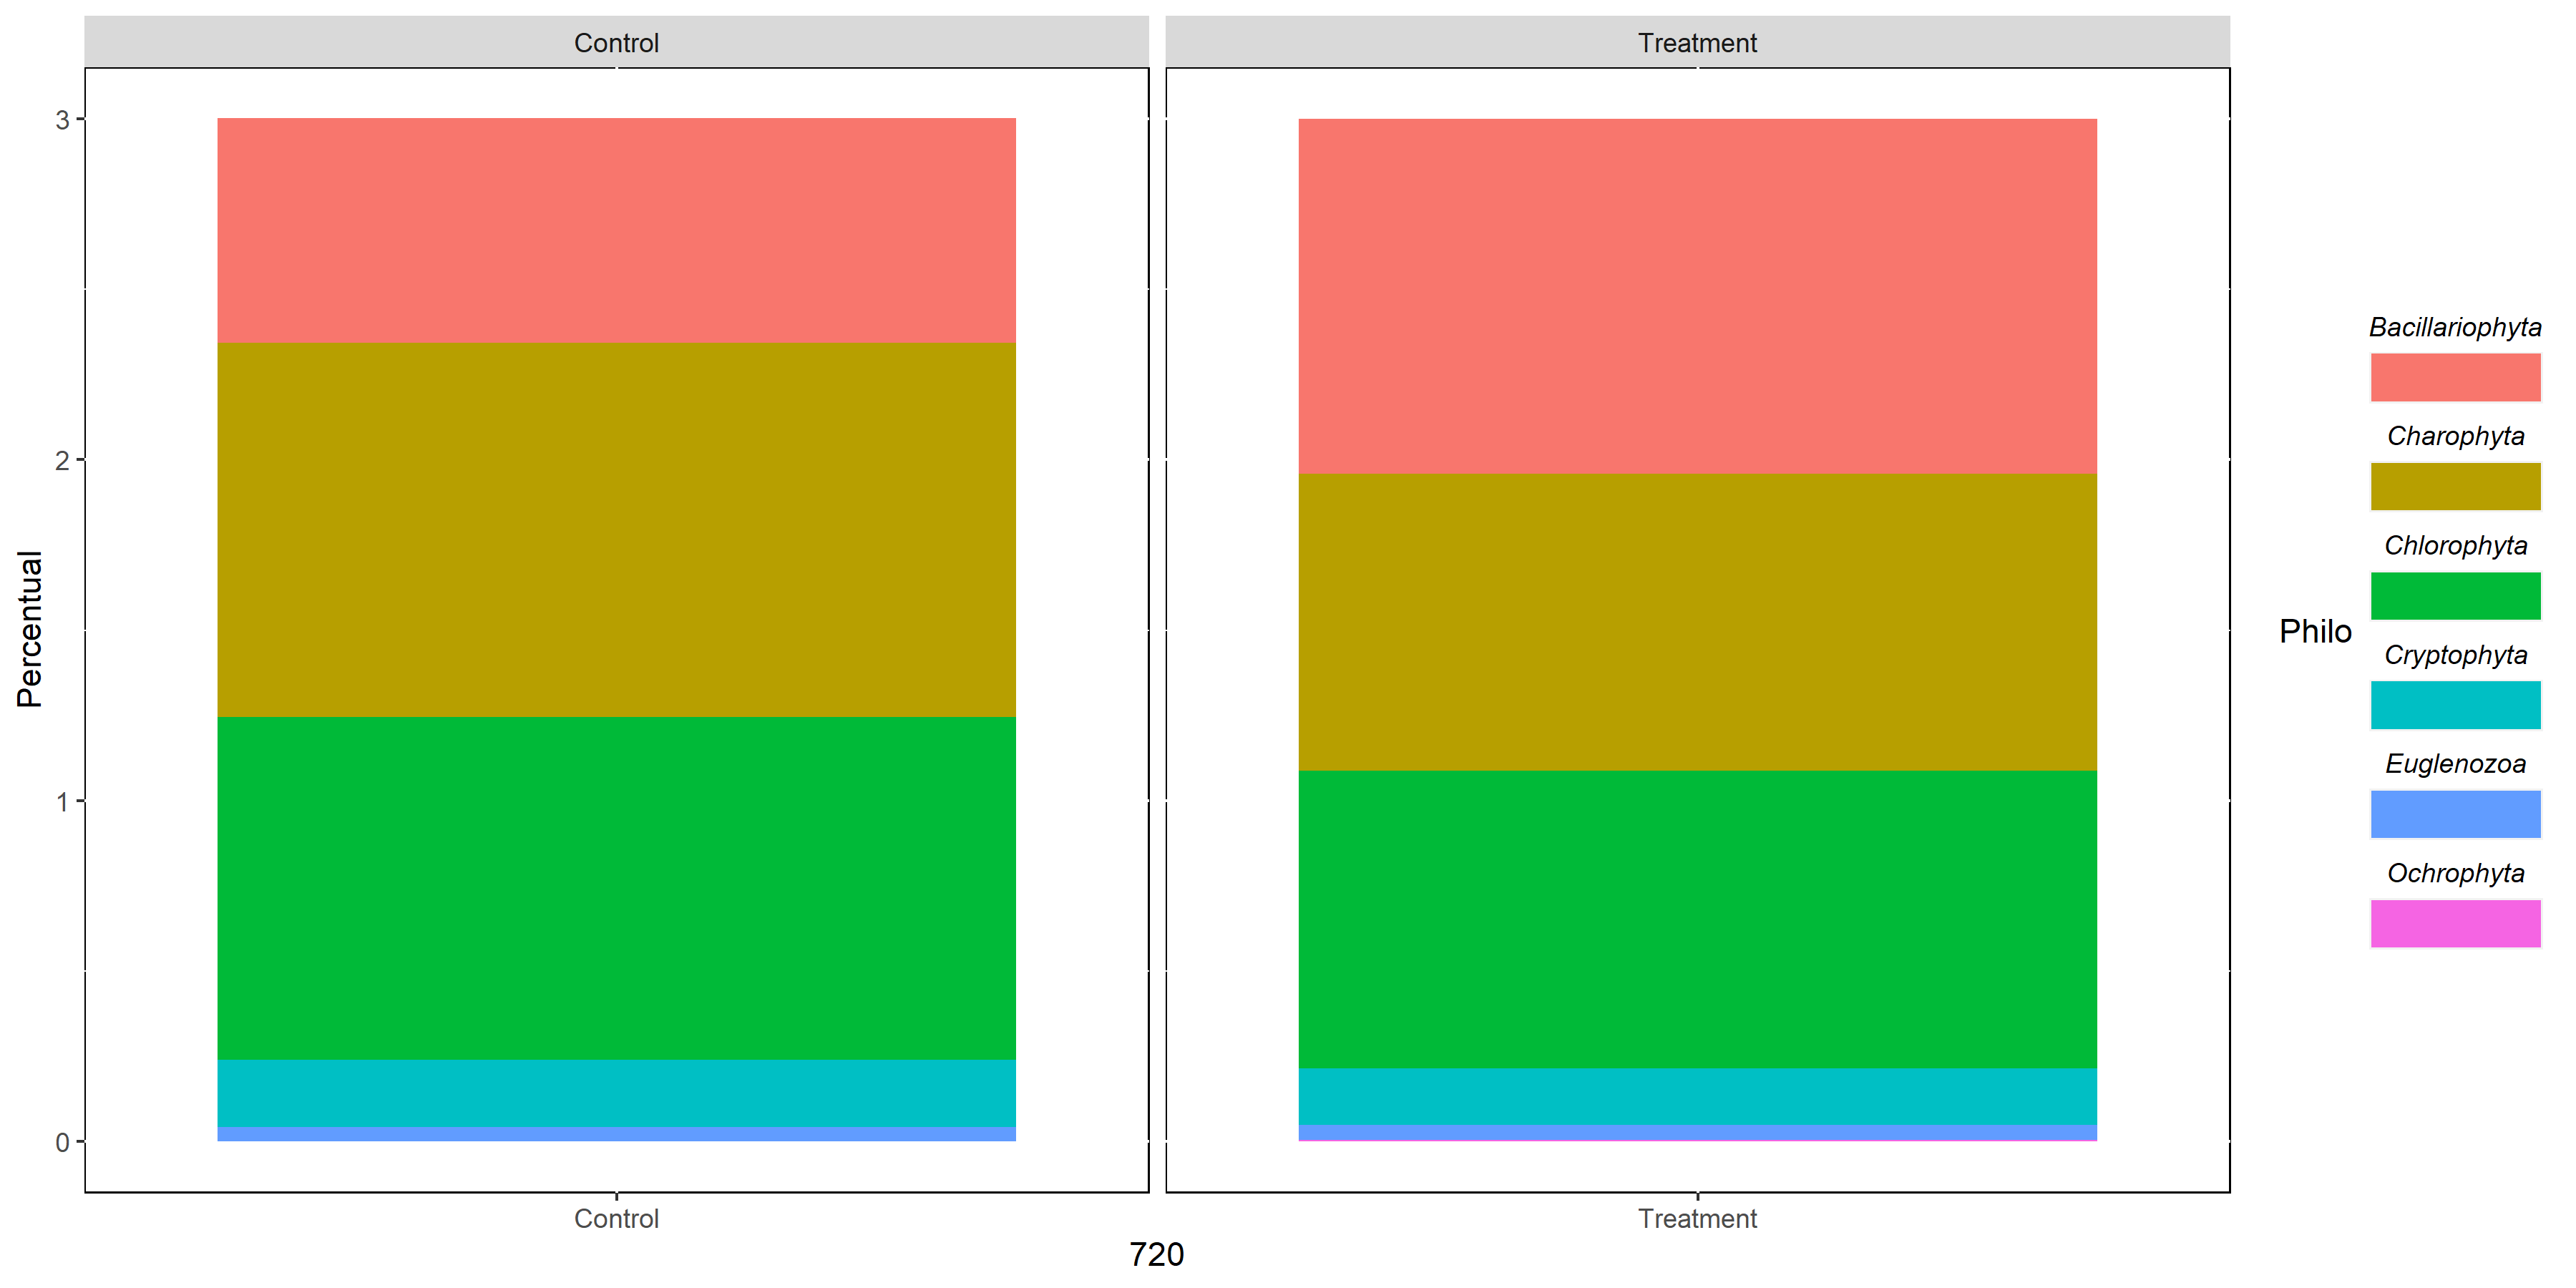 Control
Treatment
3
2
1
0
Percentual
Control
Treatment
720
Philo
Bacillariophyta
Charophyta
Chlorophyta
Cryptophyta
Euglenozoa
Ochrophyta